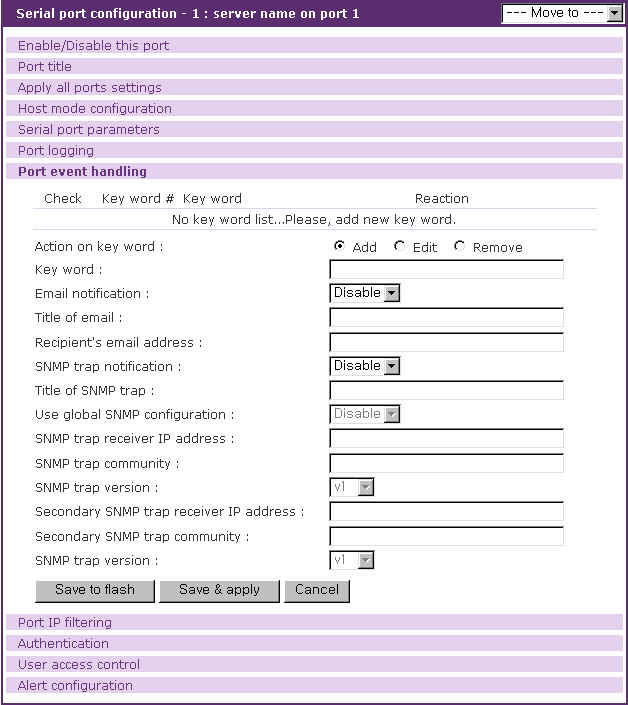 Serial port configuration - 1 : server name on port 1 --- Move to ---
Enable/Disable this port
Port title
Apply all ports settings
Host mode configuration
Serial port parameters
Port logging
Port event handling
Check Key word # Key word Reaction
No key word list...Please, add new key word.
Action on key word : Add Edit Remove
Key word :
Email notification : Disable
Title of email :
Recipient's email address :
SNMP trap notification : Disable
Title of SNMP trap :
Use global SNMP configuration : Disable
SNMP trap receiver IP address :
SNMP trap community :
SNMP trap version : v1
Secondary SNMP trap receiver IP address :
Secondary SNMP trap community :
SNMP trap version : v1
Save to flash Save & apply Cancel
Port IP filtering
Authentication
User access control
Alert configuration